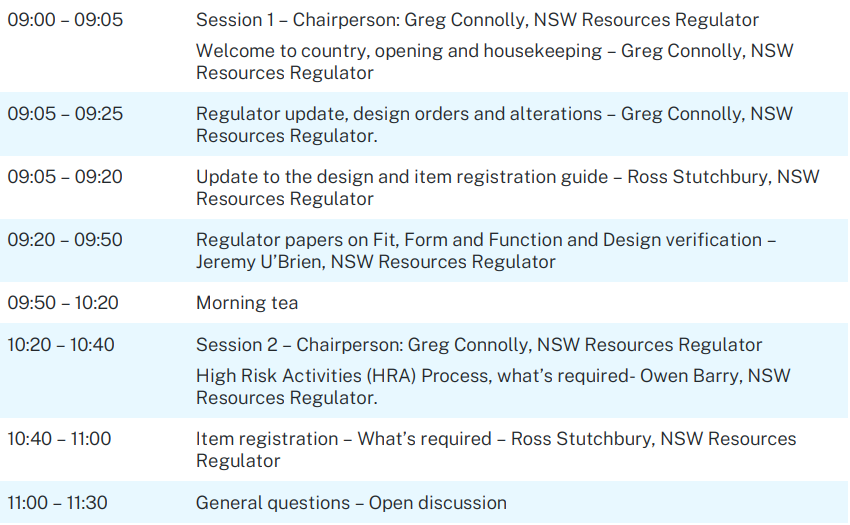 09:00 – 09:05 Session 1 – Chairperson: Greg Connolly, NSW Resources Regulator
Welcome to country, opening and housekeeping – Greg Connolly, NSW
Resources Regulator
09:05 – 09:25 Regulator update, design orders and alterations – Greg Connolly, NSW
Resources Regulator.
09:05 – 09:20 Update to the design and item registration guide – Ross Stutchbury, NSW
Resources Regulator
09:20 – 09:50 Regulator papers on Fit, Form and Function and Design verification –
Jeremy U’Brien, NSW Resources Regulator
09:50 – 10:20 Morning tea
10:20 – 10:40 Session 2 – Chairperson: Greg Connolly, NSW Resources Regulator
High Risk Activities (HRA) Process, what’s required- Owen Barry, NSW
Resources Regulator.
10:40 – 11:00 Item registration – What’s required – Ross Stutchbury, NSW Resources
Regulator
11:00 – 11:30 General questions – Open discussion